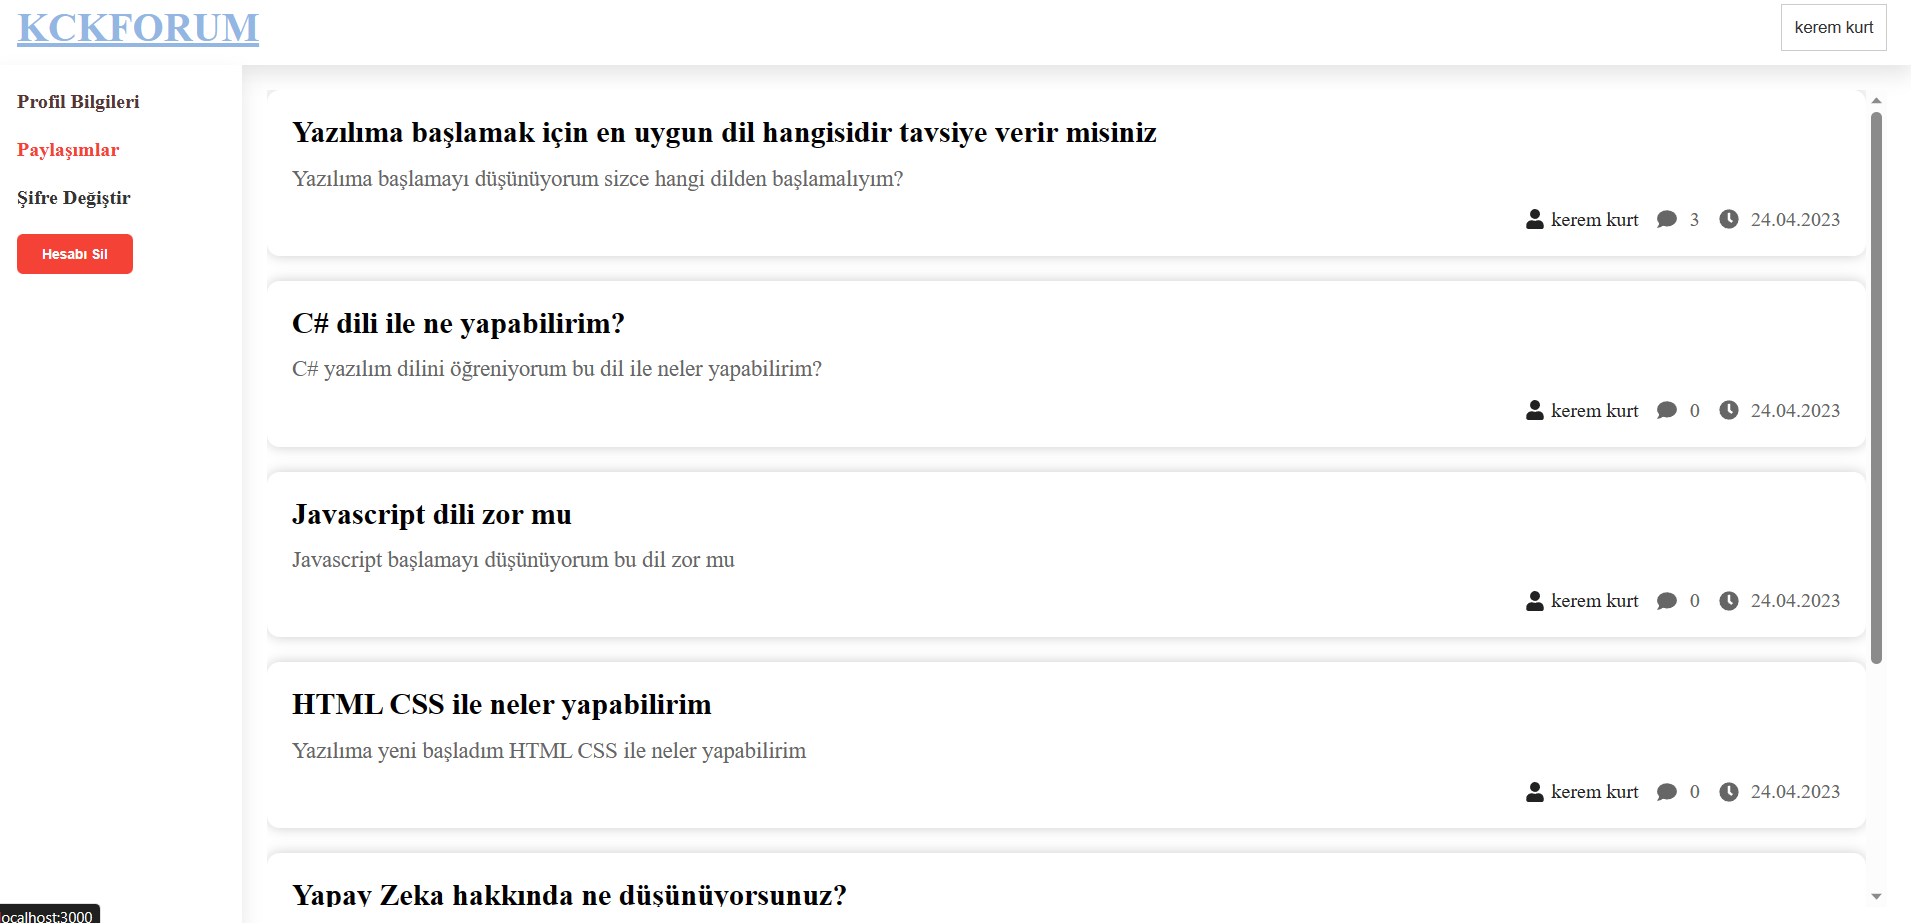 KCKFORUM
kerem kurt
Profil Bilgileri
Paylaşımlar
Şifre Değiştir
Hesabı Sil
Yazılıma başlamak için en uygun dil hangisidir tavsiye verir misiniz
Yazılıma başlamayı düşünüyorum sizce hangi dilden başlamalıyım?
kerem kurt 3 24.04.2023
C# dili ile ne yapabilirim?
C# yazılım dilini öğreniyorum bu dil ile neler yapabilirim?
kerem kurt 0 24.04.2023
Javascript dili zor mu
Javascript başlamayı düşünüyorum bu dil zor mu
kerem kurt 0 24.04.2023
HTML CSS ile neler yapabilirim
Yazılıma yeni başladım HTML CSS ile neler yapabilirim
kerem kurt 0 24.04.2023
Yapay Zeka hakkında ne düşünüyorsunuz?
localhost:3000